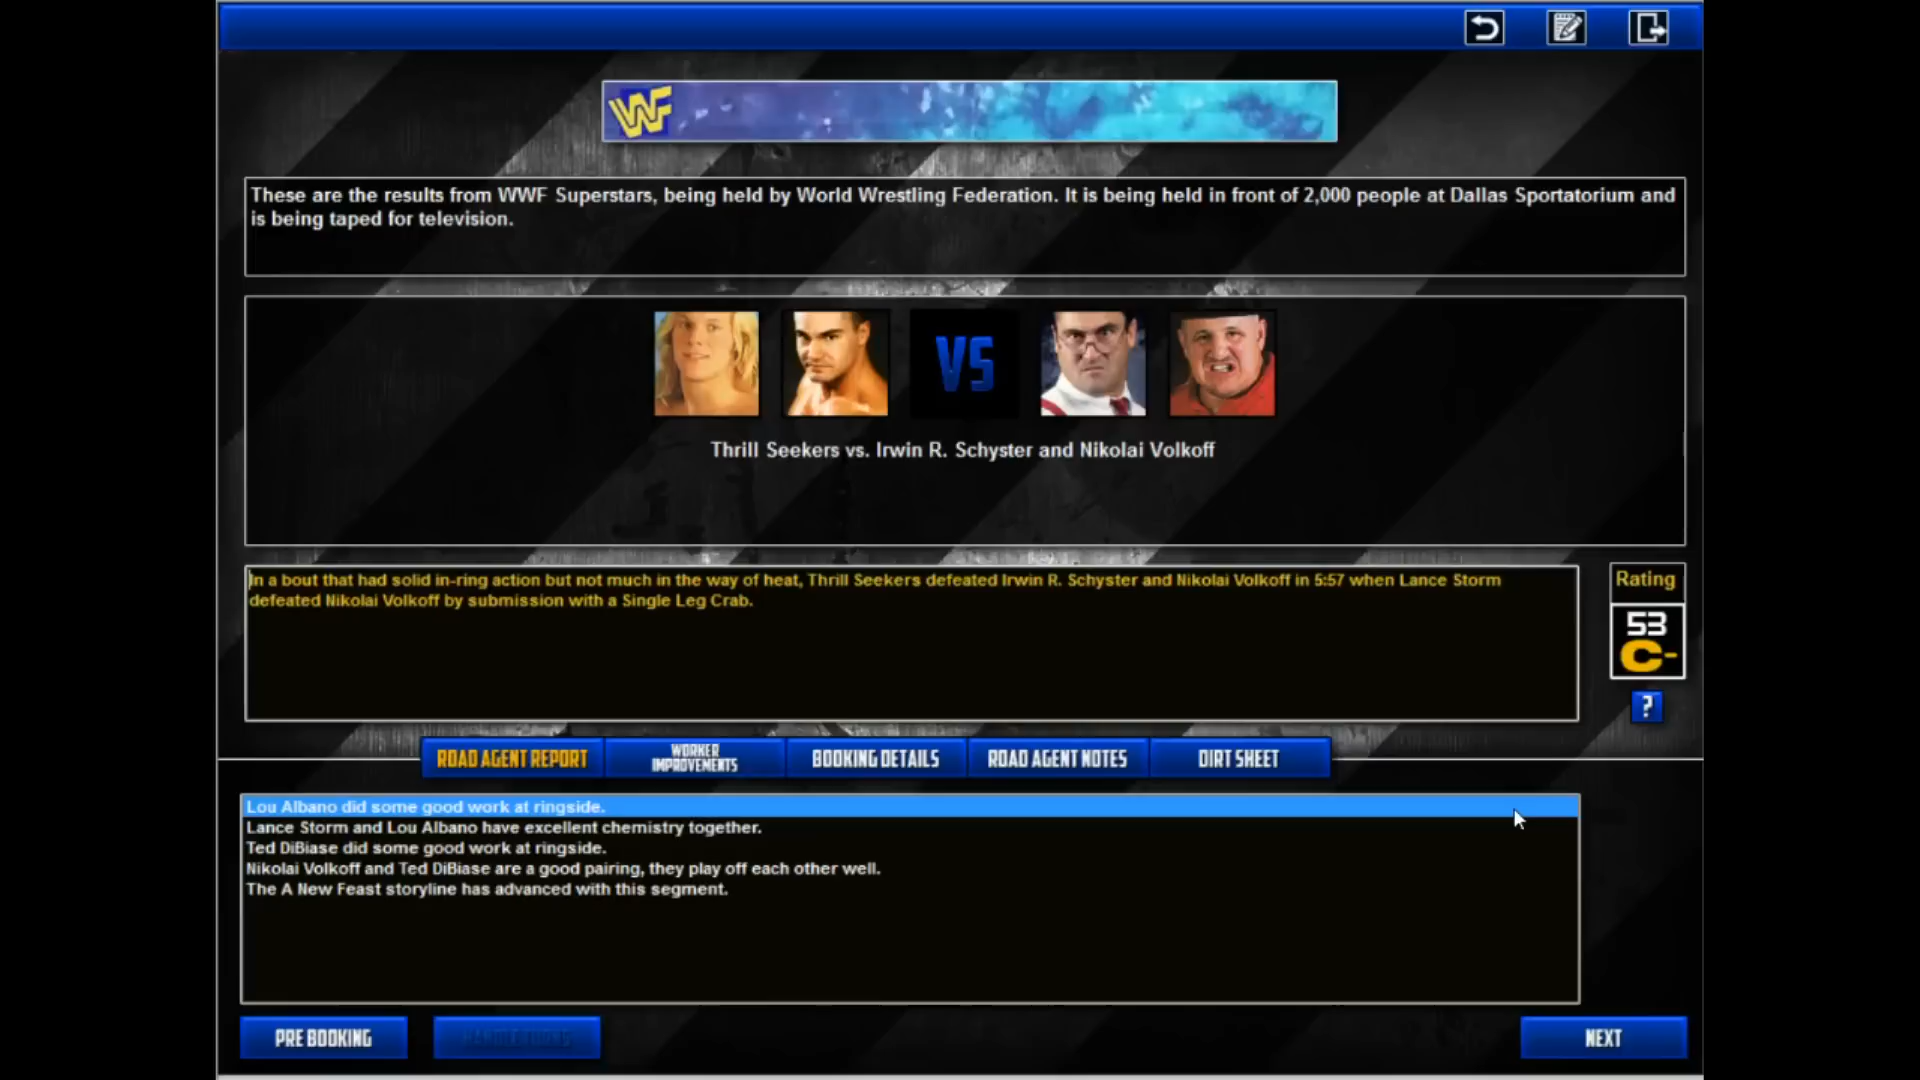 WF
These are the results from WWF Superstars, being held by World Wrestling Federation. It is being held in front of 2,000 people at Dallas Sportatorium and
is being taped for television.
VS
Thrill Seekers vs. Irwin R. Schyster and Nikolai Volkoff
In a bout that had solid in-ring action but not much in the way of heat, Thrill Seekers defeated Irwin R. Schyster and Nikolai Volkoff in 5:57 when Lance Storm
defeated Nikolai Volkoff by submission with a Single Leg Crab.
Rating
53
C-
?
ROAD AGENT REPORT
WORKER
IMPROVEMENTS
BOOKING DETAILS
ROAD AGENT NOTES
DIRT SHEET
Lou Albano did some good work at ringside.
Lance Storm and Lou Albano have excellent chemistry together.
Ted DiBiase did some good work at ringside.
Nikolai Volkoff and Ted DiBiase are a good pairing, they play off each other well.
The A New Feast storyline has advanced with this segment.
PRE BOOKING
NEXT